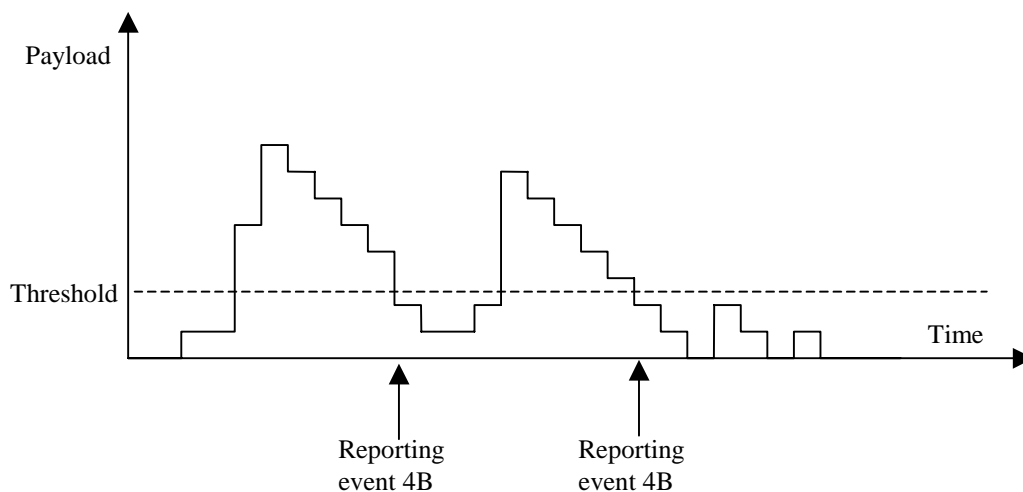 Payload
Threshold
Time
Reporting
event 4B
Reporting
event 4B